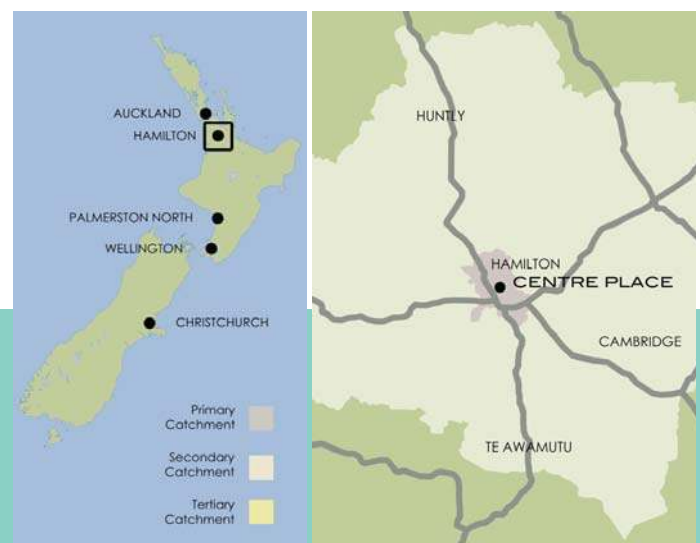 AUCKLAND
HAMILTON
PALMERSTON NORTH
WELLINGTON
CHRISTCHURCH
Primary
Catchment
Secondary
Catchment
Tertiary
Catchment
HUNTLY
HAMILTON
CENTRE PLACE
CAMBRIDGE
TE AWAMUTU